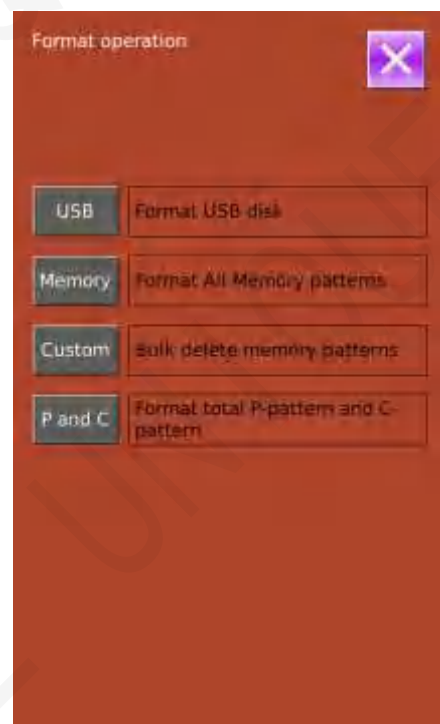 Format operation
USB
Format USB disk
Memory
Format All Memory patterns
Custom
Bulk delete memory patterns
P and C
Format total P-pattern and C-
pattern